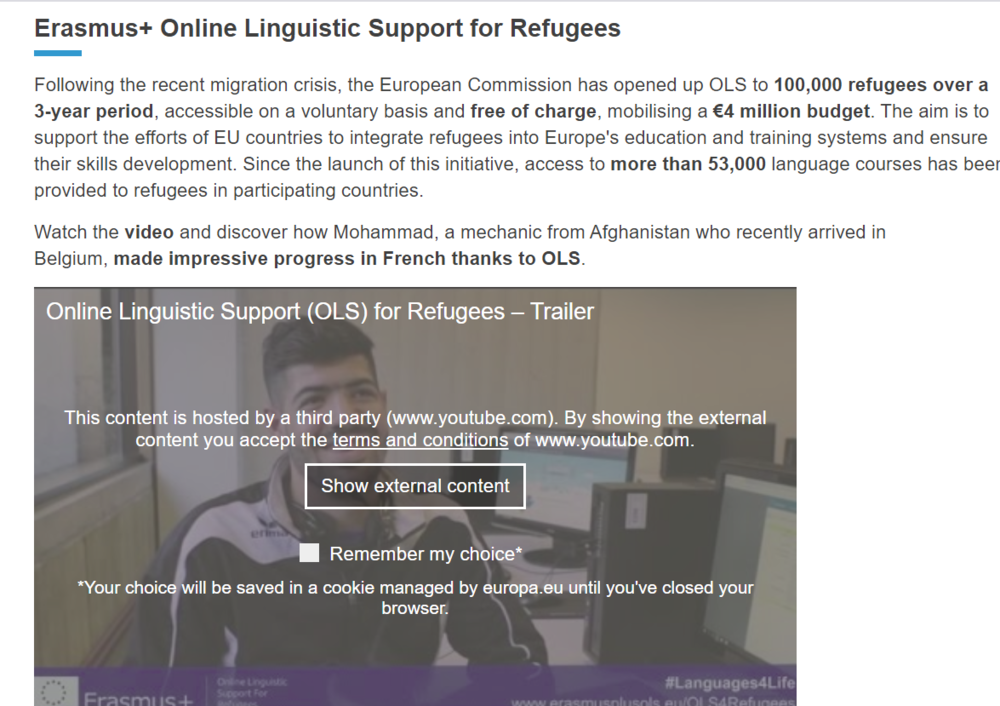 Erasmus+ Online Linguistic Support for Refugees
Following the recent migration crisis, the European Commission has opened up OLS to 100,000 refugees over a
3-year period, accessible on a voluntary basis and free of charge, mobilising a €4 million budget. The aim is to
support the efforts of EU countries to integrate refugees into Europe's education and training systems and ensure
their skills development. Since the launch of this initiative, access to more than 53,000 language courses has been
provided to refugees in participating countries.
Watch the video and discover how Mohammad, a mechanic from Afghanistan who recently arrived in
Belgium, made impressive progress in French thanks to OLS.
Online Linguistic Support (OLS) for Refugees – Trailer
This content is hosted by a third party (www.youtube.com). By showing the external
content you accept the terms and conditions of www.youtube.com.
Show external content
erima
Remember my choice*
*Your choice will be saved in a cookie managed by europa.eu until you've closed your
browser.
Erasmus+
Online Linguistic
Support For
Refugees
#Languages4Life
www.erasmusplusols.eu/OLS4Refugees